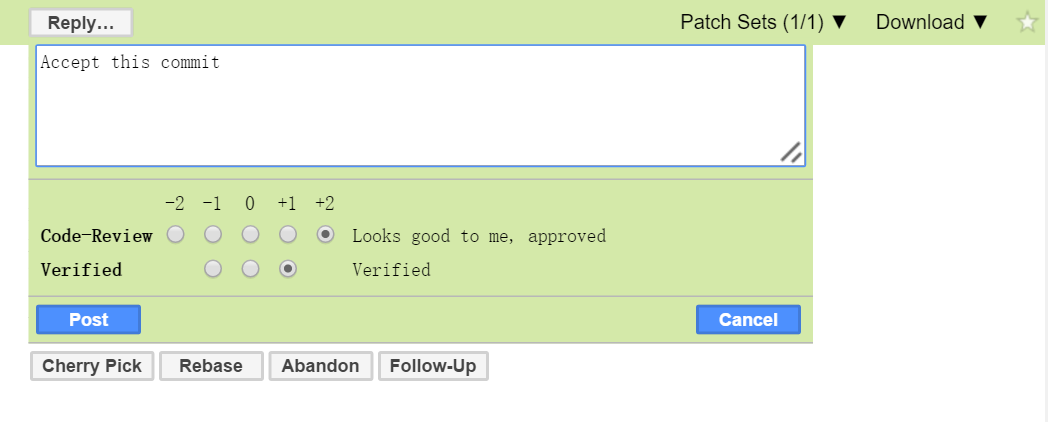 Reply... Patch Sets (1/1) ▼ Download ▼
Accept this commit
-2 -1 0 +1 +2
Code-Review Looks good to me, approved
Verified Verified
Post Cancel
Cherry Pick Rebase Abandon Follow-Up